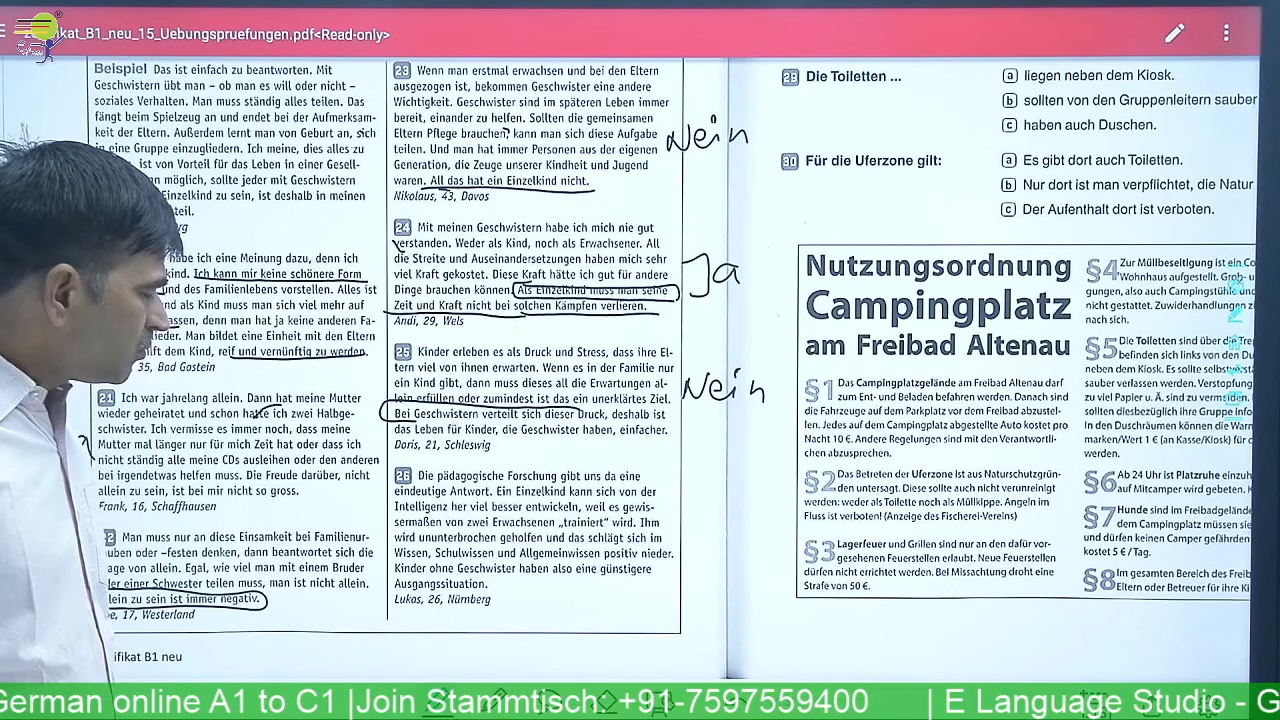 kat_B1_neu_15_Uebungspruefungen.pdf<Read-only>
Beispiel Das ist einfach zu beantworten. Mit
Geschwistern übt man – ob man es will oder nicht –
soziales Verhalten. Man muss ständig alles teilen. Das
fängt beim Spielzeug an und endet bei der Aufmerksam-
keit der Eltern. Außerdem lernt man von Geburt an, sich
in eine Gruppe einzugliedern. Ich meine, dies alles zu
ist von Vorteil für das Leben in einer Gesell-
möglich, sollte jeder mit Geschwistern
Einzelkind zu sein, ist deshalb in meinen
teil.
rg
habe ich eine Meinung dazu, denn ich
kind. Ich kann mir keine schönere Form
und des Familienlebens vorstellen. Alles ist
und als Kind muss man sich viel mehr auf
assen, denn man hat ja keine anderen Fa-
lieder. Man bildet eine Einheit mit den Eltern
ilft dem Kind, reif und vernünftig zu werden.
35, Bad Gastein
21 Ich war jahrelang allein. Dann hat meine Mutter
wieder geheiratet und schon hatte ich zwei Halbge-
schwister. Ich vermisse es immer noch, dass meine
Mutter mal länger nur für mich Zeit hat oder dass ich
nicht ständig alle meine CDs ausleihen oder den anderen
bei irgendetwas helfen muss. Die Freude darüber, nicht
allein zu sein, ist bei mir nicht so gross.
Frank, 16, Schaffhausen
2 Man muss nur an diese Einsamkeit bei Familienur-
uben oder -festen denken, dann beantwortet sich die
age von allein. Egal, wie viel man mit einem Bruder
der einer Schwester teilen muss, man ist nicht allein.
llein zu sein ist immer negativ.
e, 17, Westerland
ifikat B1 neu
23 Wenn man erstmal erwachsen und bei den Eltern
ausgezogen ist, bekommen Geschwister eine andere
Wichtigkeit. Geschwister sind im späteren Leben immer
bereit, einander zu helfen. Sollten die gemeinsamen
Eltern Pflege brauchen, kann man sich diese Aufgabe
teilen. Und man hat immer Personen aus der eigenen
Generation, die Zeuge unserer Kindheit und Jugend
waren. All das hat ein Einzelkind nicht.
Nikolaus, 43, Davos
Nein
24 Mit meinen Geschwistern habe ich mich nie gut
verstanden. Weder als Kind, noch als Erwachsener. All
die Streite und Auseinandersetzungen haben mich sehr
viel Kraft gekostet. Diese Kraft hätte ich gut für andere
Dinge brauchen können. Als Einzelkind muss man seine
Zeit und Kraft nicht bei solchen Kämpfen verlieren.
Andi, 29, Wels
Ja
25 Kinder erleben es als Druck und Stress, dass ihre El-
tern viel von ihnen erwarten. Wenn es in der Familie nur
ein Kind gibt, dann muss dieses all die Erwartungen al-
lein erfüllen oder zumindest ist das ein unerklärtes Ziel.
Bei Geschwistern verteilt sich dieser Druck, deshalb ist
das Leben für Kinder, die Geschwister haben, einfacher.
Doris, 21, Schleswig
Nein
26 Die pädagogische Forschung gibt uns da eine
eindeutige Antwort. Ein Einzelkind kann sich von der
Intelligenz her viel besser entwickeln, weil es gewis-
sermaßen von zwei Erwachsenen „trainiert" wird. Ihm
wird ununterbrochen geholfen und das schlägt sich im
Wissen, Schulwissen und Allgemeinwissen positiv nieder.
Kinder ohne Geschwister haben also eine günstigere
Ausgangssituation.
Lukas, 26, Nürnberg
29 Die Toiletten ...
a liegen neben dem Kiosk.
b sollten von den Gruppenleitern sauber
c haben auch Duschen.
30 Für die Uferzone gilt:
a Es gibt dort auch Toiletten.
b Nur dort ist man verpflichtet, die Natur
c Der Aufenthalt dort ist verboten.
Nutzungsordnung
Campingplatz
am Freibad Altenau
§1 Das Campingplatzgelände am Freibad Altenau darf
zum Ent- und Beladen befahren werden. Danach sind
die Fahrzeuge auf dem Parkplatz vor dem Freibad abzustel-
len. Jedes auf dem Campingplatz abgestellte Auto kostet pro
Nacht 10 €. Andere Regelungen sind mit den Verantwortli-
chen abzusprechen.
§2 Das Betreten der Uferzone ist aus Naturschutzgrün-
den untersagt. Diese sollte auch nicht verunreinigt
werden: weder als Toilette noch als Müllkippe. Angeln im
Fluss ist verboten! (Anzeige des Fischerei-Vereins)
§3 Lagerfeuer und Grillen sind nur an den dafür vor-
gesehenen Feuerstellen erlaubt. Neue Feuerstellen
dürfen nicht errichtet werden. Bei Missachtung droht eine
Strafe von 50 €.
§4 Zur Müllbeseitigung ist ein Co
Wohnhaus aufgestellt. Grob- u
gungen, also auch Campingstühle und
nicht gestattet. Zuwiderhandlungen z
nach sich.
§5 Die Toiletten sind über die Tre
befinden sich links von den Du
neben dem Kiosk. Es sollte selbstverst
sauber verlassen werden. Verstopfung
zu viel Papier u. Ä. sind zu vermeiden.
sollten diesbezüglich ihre Gruppe info
In den Duschräumen können die Warn
marken/Wert 1 € (an Kasse/Kiosk) für c
werden.
§6 Ab 24 Uhr ist Platzruhe einzuh
auf Mitcamper wird gebeten.
§7 Hunde sind im Freibadgelände
dem Campingplatz müssen sie
und dürfen keinen Camper gefährden
kostet 5 € / Tag.
§8 Im gesamten Bereich des Freib
Eltern oder Betreuer für ihre Ki
German online A1 to C1 |Join Stammtisch: +91-7597559400 | E Language Studio - G